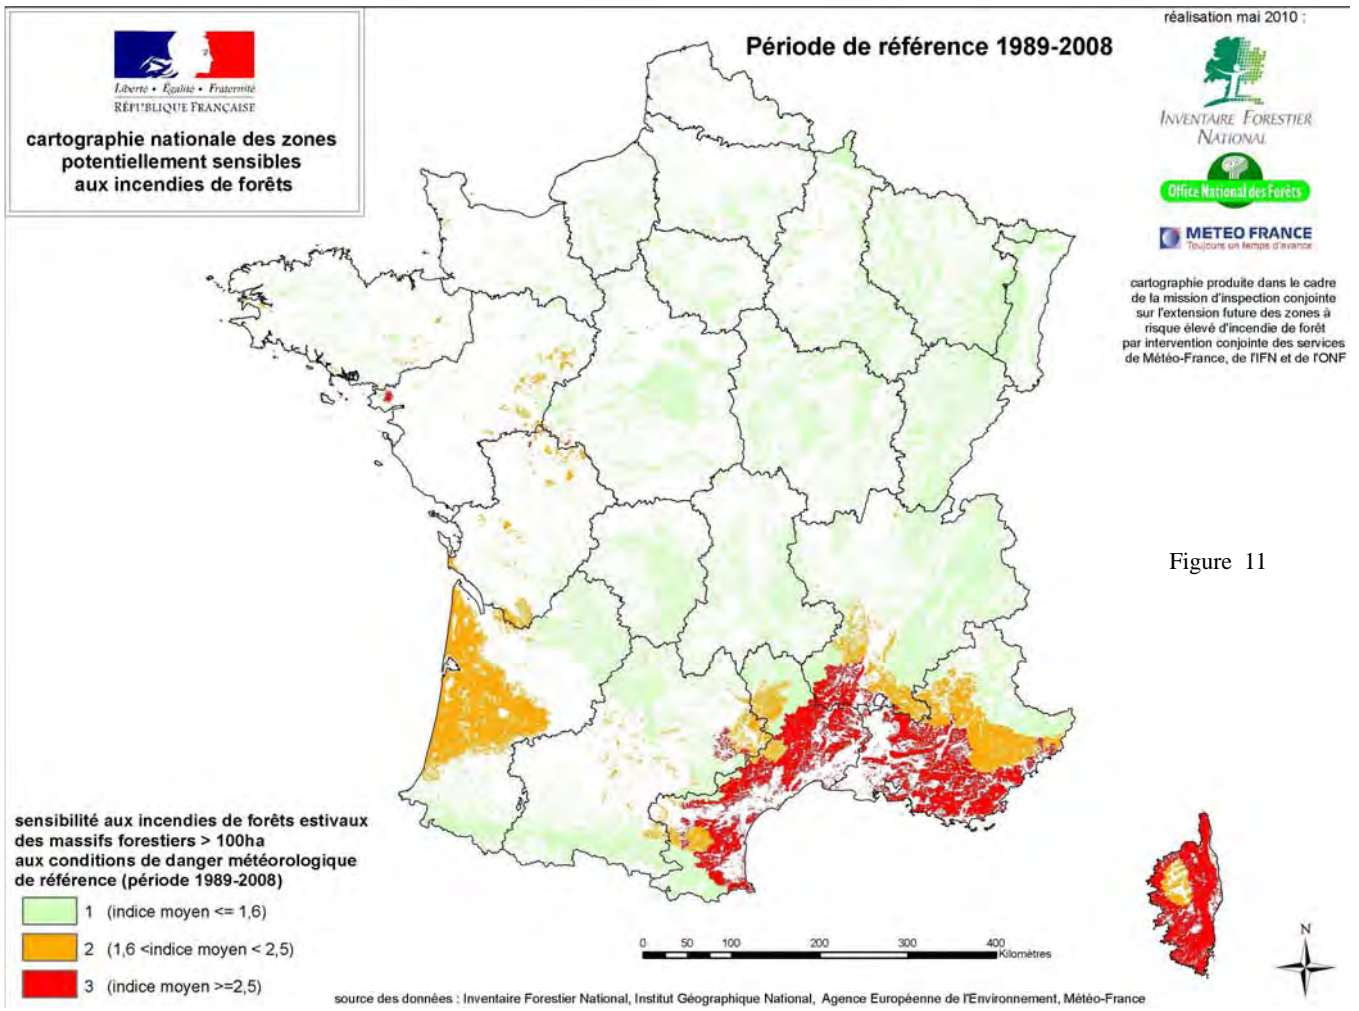 Liberté • Égalité • Fraternité
RÉPUBLIQUE FRANÇAISE
cartographie nationale des zones
potentiellement sensibles
aux incendies de forêts
Période de référence 1989-2008
réalisation mai 2010 :
INVENTAIRE FORESTIER
NATIONAL
Office National des Forêts
METEO FRANCE
Toujours un temps d'avance
cartographie produite dans le cadre
de la mission d'inspection conjointe
sur l'extension future des zones à
risque élevé d'incendie de forêt
par intervention conjointe des services
de Météo-France, de l'IFN et de l'ONF
Figure 11
sensibilité aux incendies de forêts estivaux
des massifs forestiers > 100ha
aux conditions de danger météorologique
de référence (période 1989-2008)
1 (indice moyen <= 1,6)
2 (1,6 <indice moyen < 2,5)
3 (indice moyen >=2,5)
0 50 100 200 300 400
Kilomètres
N
source des données : Inventaire Forestier National, Institut Géographique National, Agence Européenne de l'Environnement, Météo-France